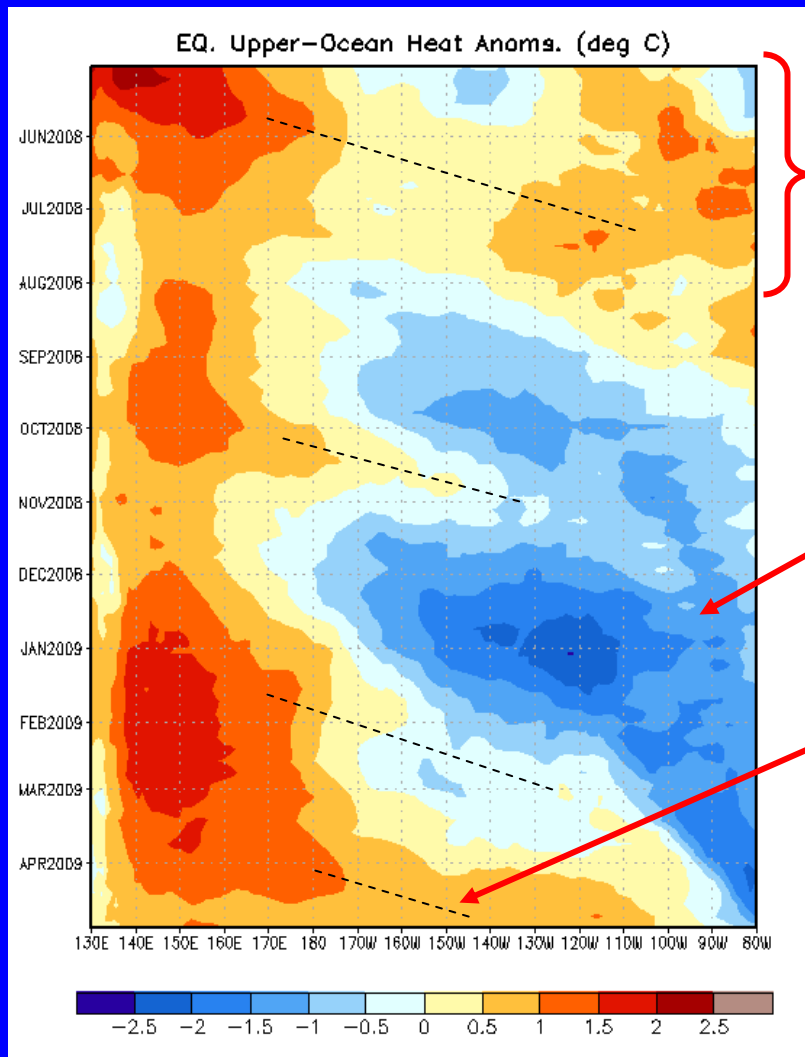 EQ. Upper-Ocean Heat Anoms. (deg C)
JUN2008
JUL2008
AUG2008
SEP2008
OCT2008
NOV2008
DEC2008
JAN2009
FEB2009
MAR2009
APR2009
130E 140E 150E 160E 170E 180 170W 160W 150W 140W 130W 120W 110W 100W 90W 80W
-2.5 -2 -1.5 -1 -0.5 0 0.5 1 1.5 2 2.5